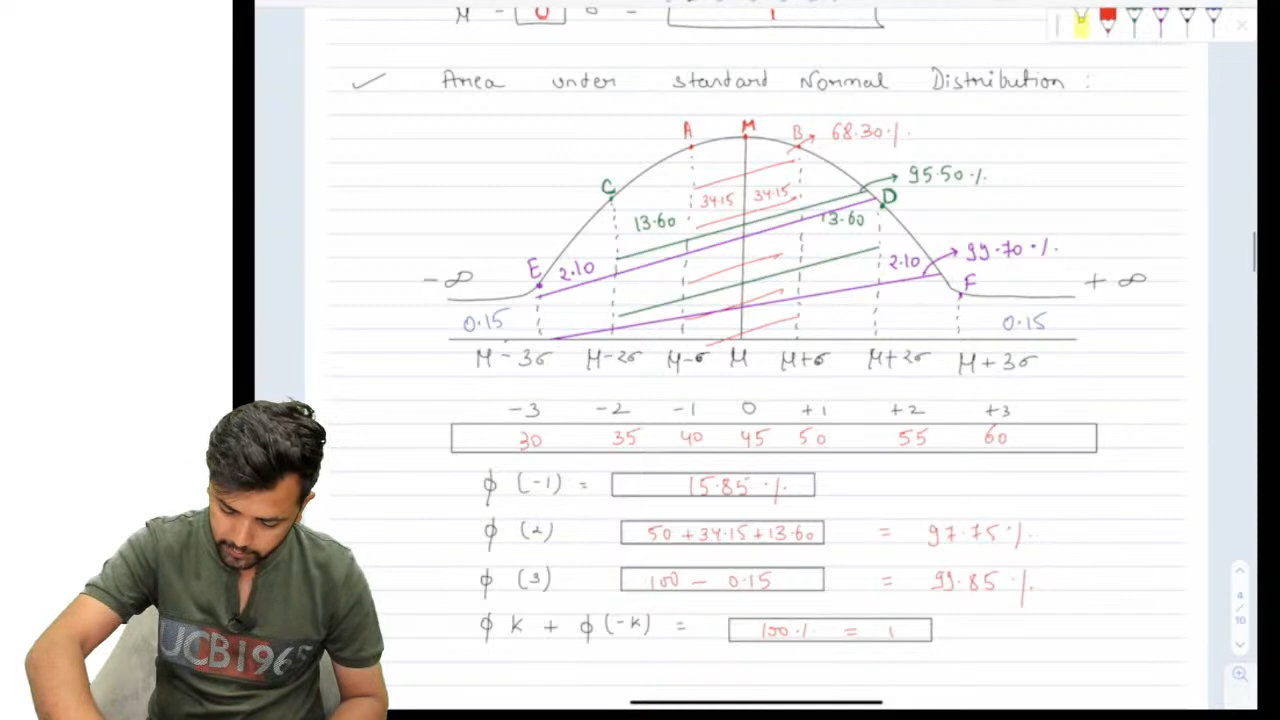 ✓ Area under standard Normal Distribution :
A M B → 68.30 %.
→ 95.50 %.
C 34.15 34.15 D
13.60 13.60
E 2.10 2.10 → 99.70 %.
- ∞ F + ∞
0.15 0.15
μ - 3σ μ-2σ μ-σ μ μ+σ μ+2σ μ+3σ
-3 -2 -1 0 +1 +2 +3
30 35 40 45 50 55 60
ϕ (-1) = 15.85 %.
ϕ (2) 50 + 34.15 + 13.60 = 97.75 %.
ϕ (3) 100 - 0.15 = 99.85 %.
ϕ k + ϕ(-k) = 100 %. = 1
4
/
10